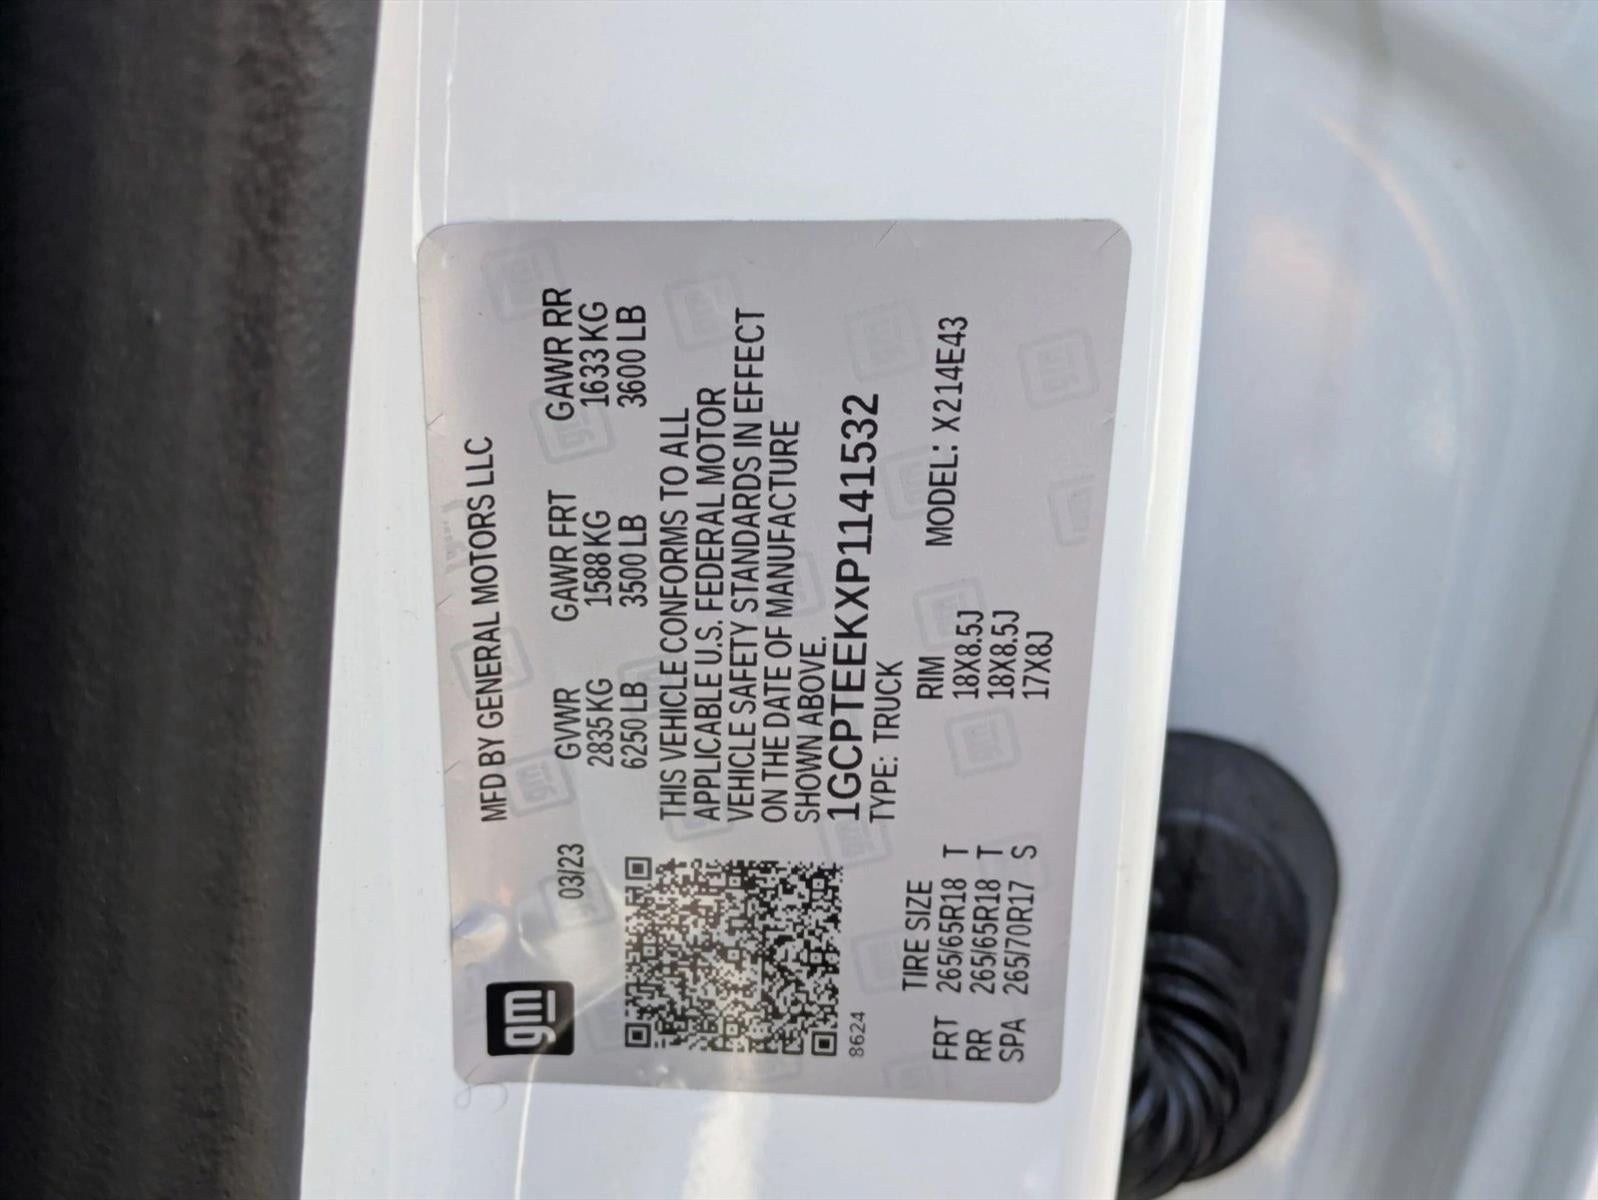 gm
03/23
MFD BY GENERAL MOTORS LLC
GVWR GAWR FRT GAWR RR
2835 KG 1588 KG 1633 KG
6250 LB 3500 LB 3600 LB
THIS VEHICLE CONFORMS TO ALL
APPLICABLE U.S. FEDERAL MOTOR
VEHICLE SAFETY STANDARDS IN EFFECT
ON THE DATE OF MANUFACTURE
SHOWN ABOVE.
1GCPTEEKXP1141532
8624
TYPE: TRUCK
TIRE SIZE RIM MODEL: X214E43
FRT 265/65R18 T 18X8.5J
RR 265/65R18 T 18X8.5J
SPA 265/70R17 S 17X8J